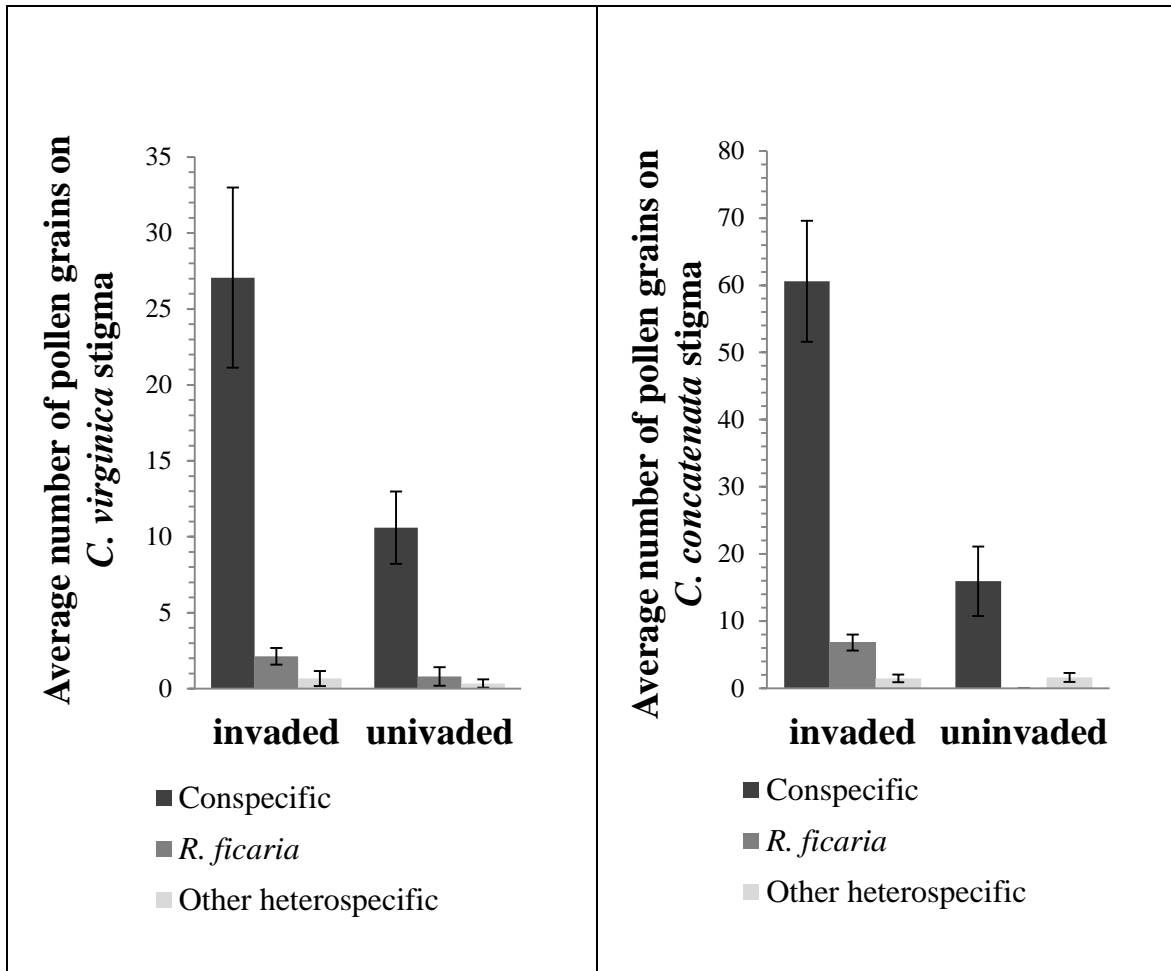 Average number of pollen grains on
C. virginica stigma
35
30
25
20
15
10
5
0
invaded univaded
Conspecific
R. ficaria
Other heterospecific
Average number of pollen grains on
C. concatenata stigma
80
70
60
50
40
30
20
10
0
invaded uninvaded
Conspecific
R. ficaria
Other heterospecific